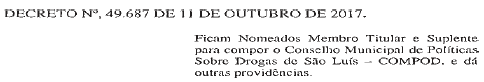 DECRETO Nº. 49.687 DE 11 DE OUTUBRO DE 2017.
Ficam Nomeados Membro Titular e Suplente
para compor o Conselho Municipal de Políticas
Sobre Drogas de São Luís – COMPOD, e dá
outras providências.